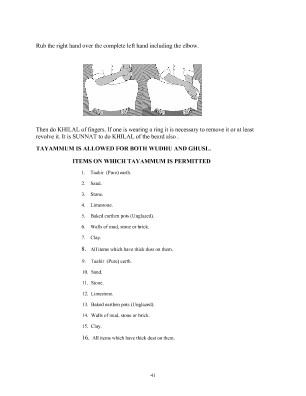 Rub the right hand over the complete left hand including the elbow.
Then do KHILAL of fingers. If one is wearing a ring it is necessary to remove it or at least
revolve it. It is SUNNAT to do KHILAL of the beard also .
TAYAMMUM IS ALLOWED FOR BOTH WUDHU AND GHUSL.
ITEMS ON WHICH TAYAMMUM IS PERMITTED
1. Taahir (Pure) earth.
2. Sand.
3. Stone.
4. Limestone.
5. Baked earthen pots (Unglazed).
6. Walls of mud, stone or brick.
7. Clay.
8. All items which have thick dust on them.
9. Taahir (Pure) earth.
10. Sand.
11. Stone.
12. Limestone.
13. Baked earthen pots (Unglazed).
14. Walls of mud, stone or brick.
15. Clay.
16. All items which have thick dust on them.
41